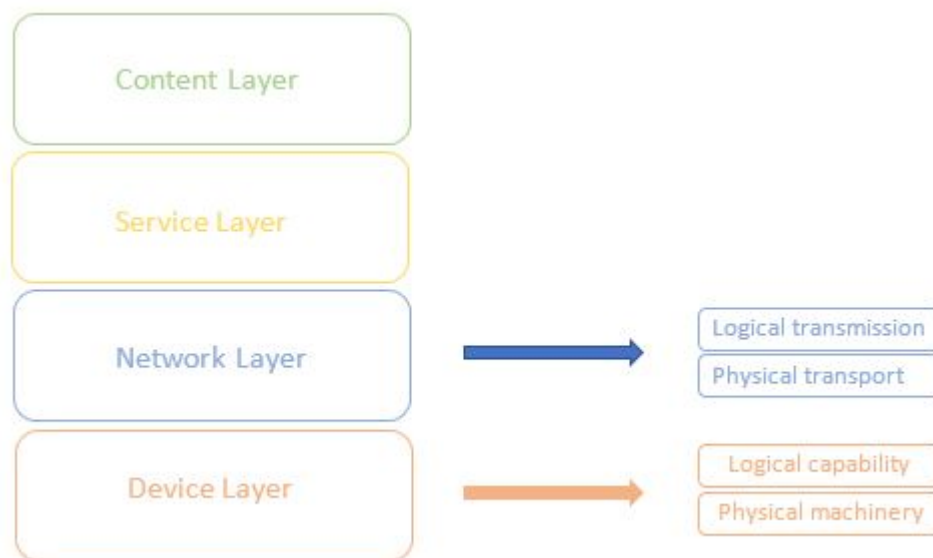 Content Layer
Service Layer
Network Layer
Logical transmission
Physical transport
Device Layer
Logical capability
Physical machinery